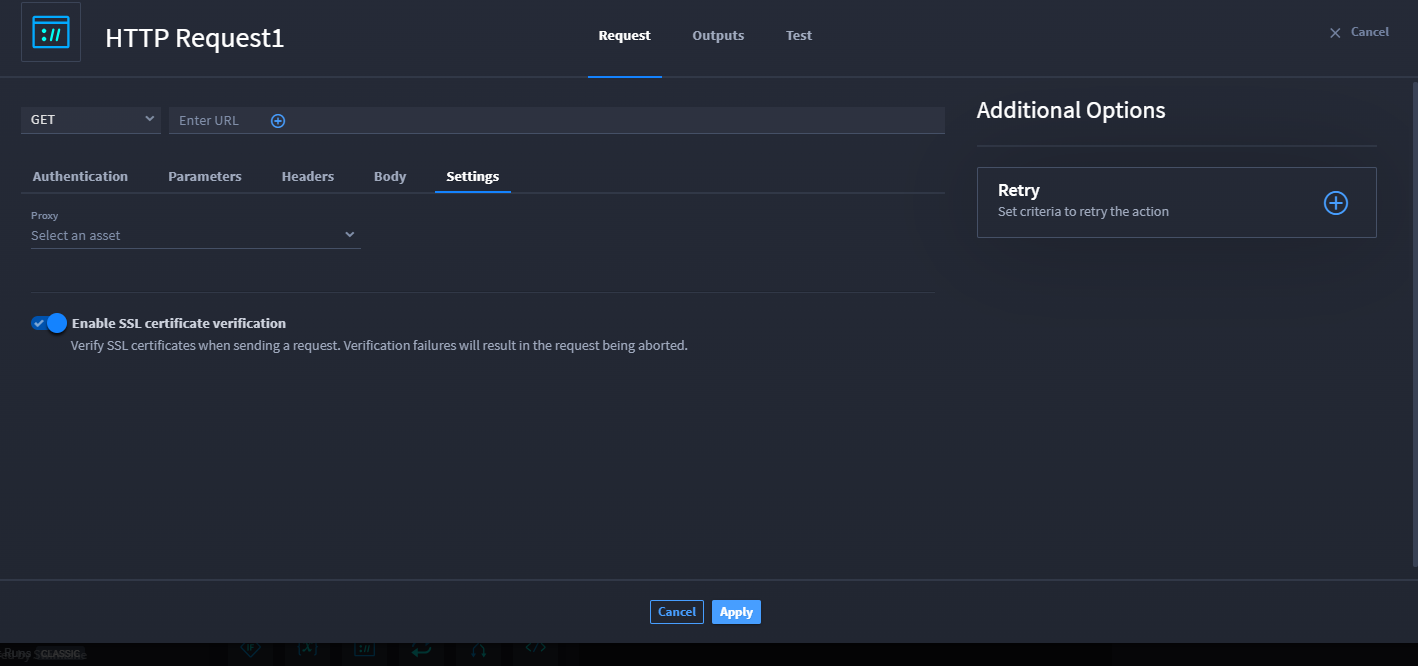 HTTP Request1
Request Outputs Test
Cancel
GET
Enter URL
Additional Options
Authentication Parameters Headers Body Settings
Proxy
Select an asset
Retry
Set criteria to retry the action
Enable SSL certificate verification
Verify SSL certificates when sending a request. Verification failures will result in the request being aborted.
Cancel Apply
Runs CLASSIC